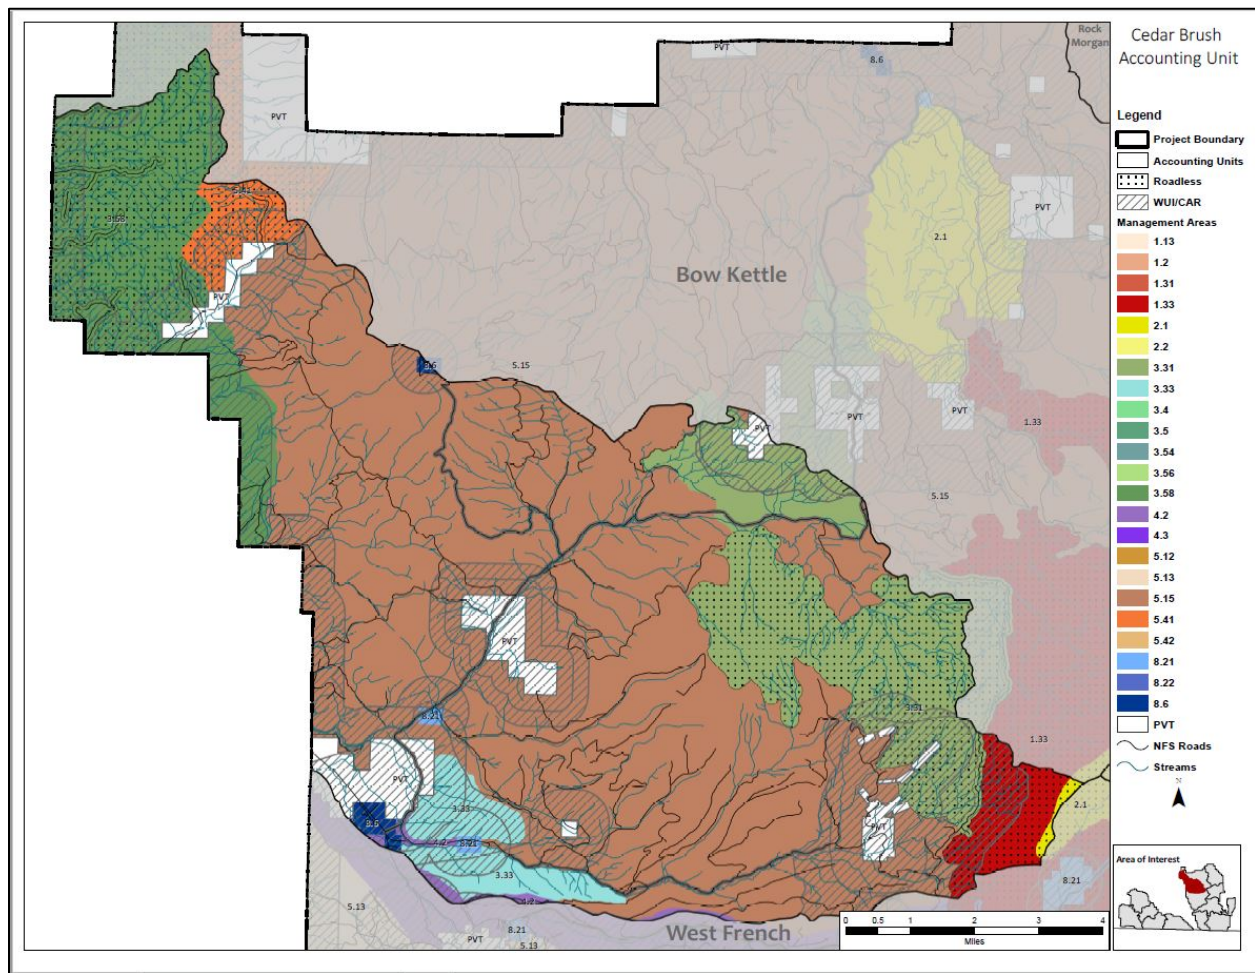 Cedar Brush
Accounting Unit
Legend
Project Boundary
Accounting Units
Roadless
WUI/CAR
Management Areas
1.13
1.2
1.31
1.33
2.1
2.2
3.31
3.33
3.4
3.5
3.54
3.56
3.58
4.2
4.3
5.12
5.13
5.15
5.41
5.42
8.21
8.22
8.6
PVT
NFS Roads
Streams
N
Area of Interest
Rock
Morgan
PVT
8.6
PVT
3.58
5.41
PVT
2.1
PVT
Bow Kettle
8.6
5.15
PVT
PVT
PVT
1.33
5.15
PVT
3.31
8.21
PVT
1.33
3.33
2.1
8.6
4.2
8.21
PVT
3.33
8.21
4.2
5.13
8.21
PVT
5.13
West French
0 0.5 1 2 3 4
Miles